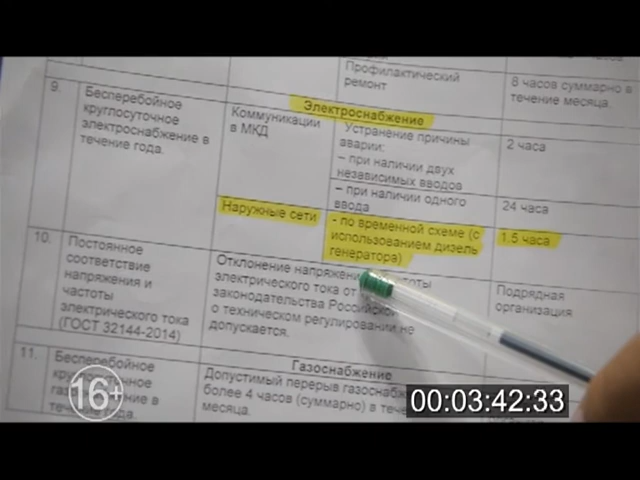 Профилактический
ремонт
8 часов суммарно в
течение месяца.
Электроснабжение
9.
Бесперебойное
круглосуточное
электроснабжение в
течение года.
Коммуникации
в МКД
Устранение причины
аварии:
– при наличии двух
независимых вводов
2 часа
– при наличии одного
ввода
24 часа
Наружные сети
- по временной схеме (с
использованием дизель
генератора)
1,5 часа
10.
Постоянное
соответствие
напряжения и
частоты
электрического тока
(ГОСТ 32144-2014)
Отклонение
электрического тока от
законодательства Российской
о техническом регулировании не
допускается.
Подрядная
организация
Газоснабжение
11.
Бесперебойное
Допустимый перерыв
более 4 часов (суммарно) в
месяца.
16+
00:03:42:33